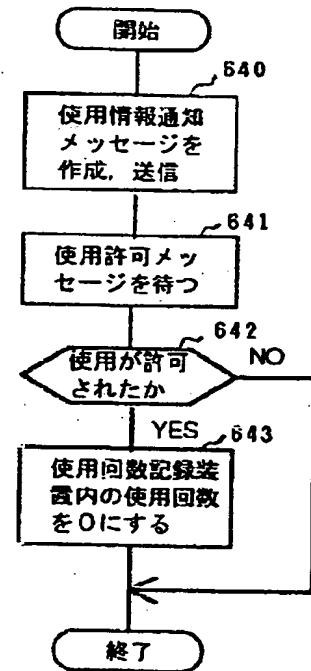 開始
640
使用情報通知
メッセージを
作成，送信
641
使用許可メッ
セージを待つ
642
使用が許可
されたか
NO
YES
643
使用回数記録装
置内の使用回数
を0にする
終了